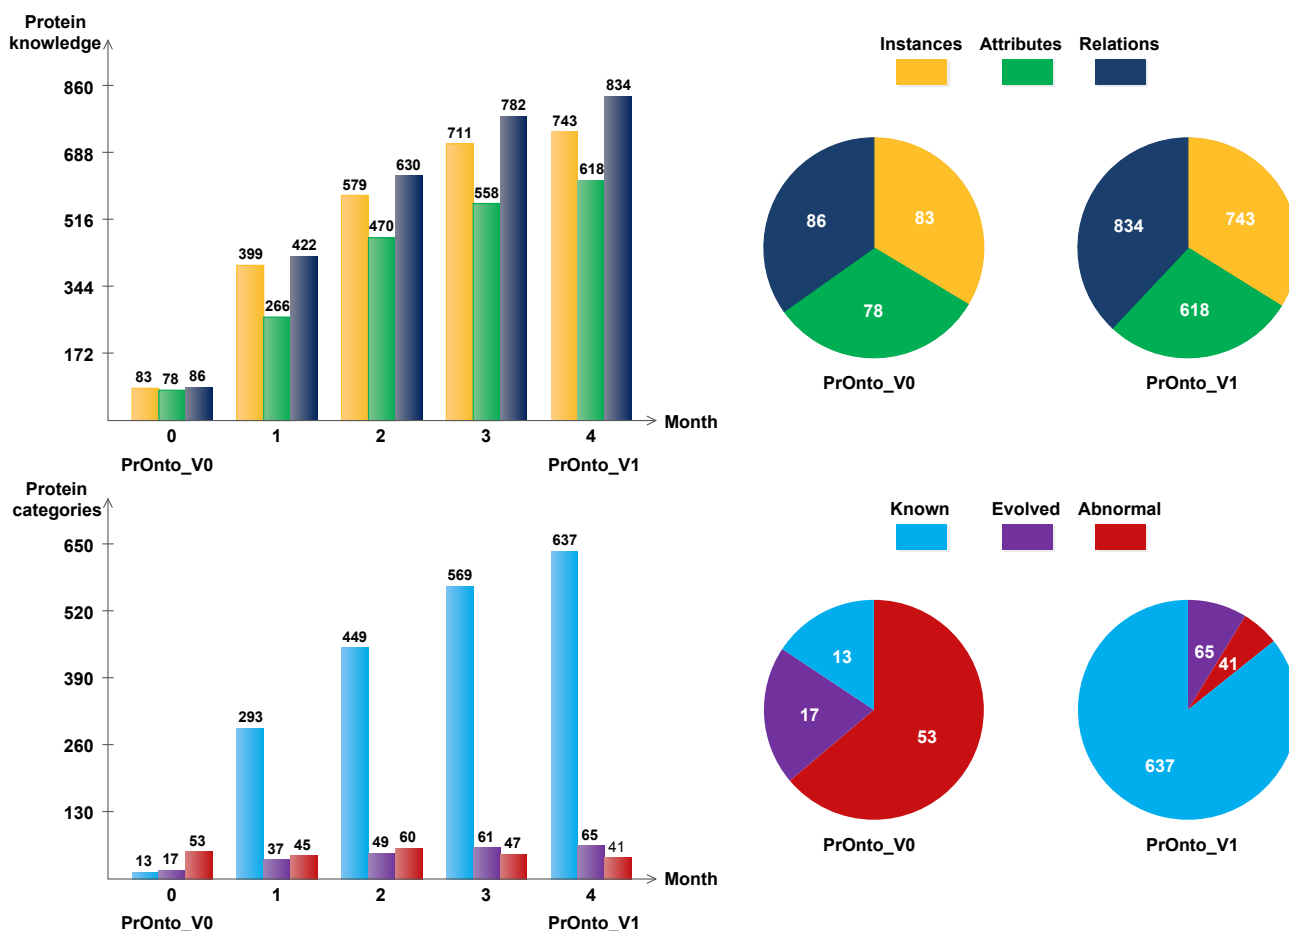 Protein
knowledge
860
688
516
344
172
83 78 86
399 266 422
579 470 630
711 558 782
743 618 834
0 1 2 3 4 Month
PrOnto_V0 PrOnto_V1
Instances Attributes Relations
86 83 78
834 743 618
PrOnto_V0 PrOnto_V1
Protein
categories
650
520
390
260
130
13 17 53
293 37 45
449 49 60
569 61 47
637 65 41
0 1 2 3 4 Month
PrOnto_V0 PrOnto_V1
Known Evolved Abnormal
13 17 53
65 41 637
PrOnto_V0 PrOnto_V1